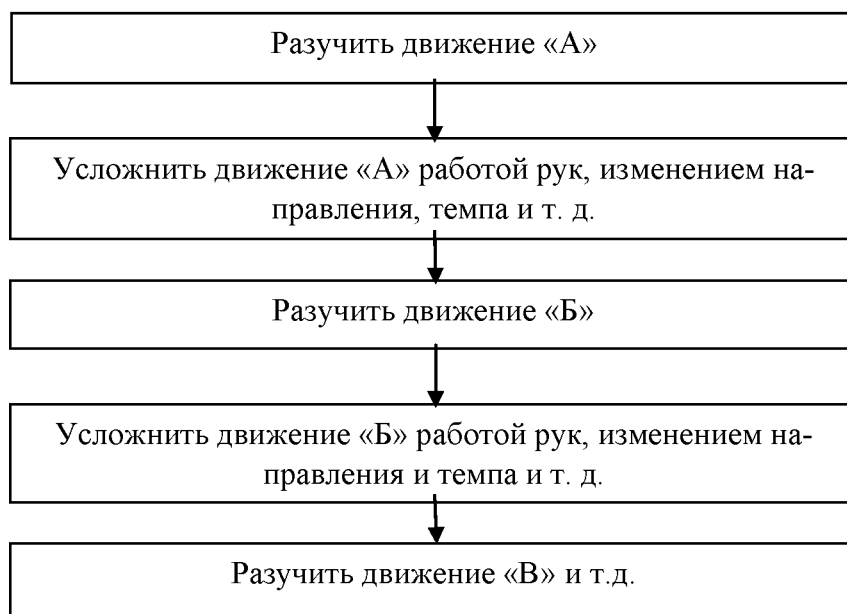 Разучить движение «А»
Усложнить движение «А» работой рук, изменением на-
правления, темпа и т. д.
Разучить движение «Б»
Усложнить движение «Б» работой рук, изменением на-
правления и темпа и т. д.
Разучить движение «В» и т.д.